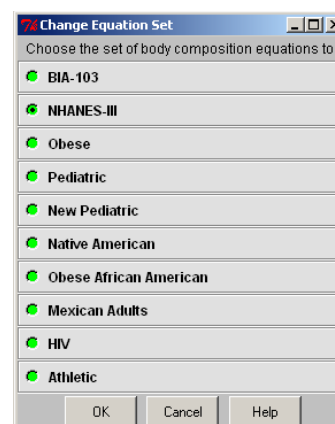 Change Equation Set
Choose the set of body composition equations to
BIA-103
NHANES-III
Obese
Pediatric
New Pediatric
Native American
Obese African American
Mexican Adults
HIV
Athletic
OK Cancel Help